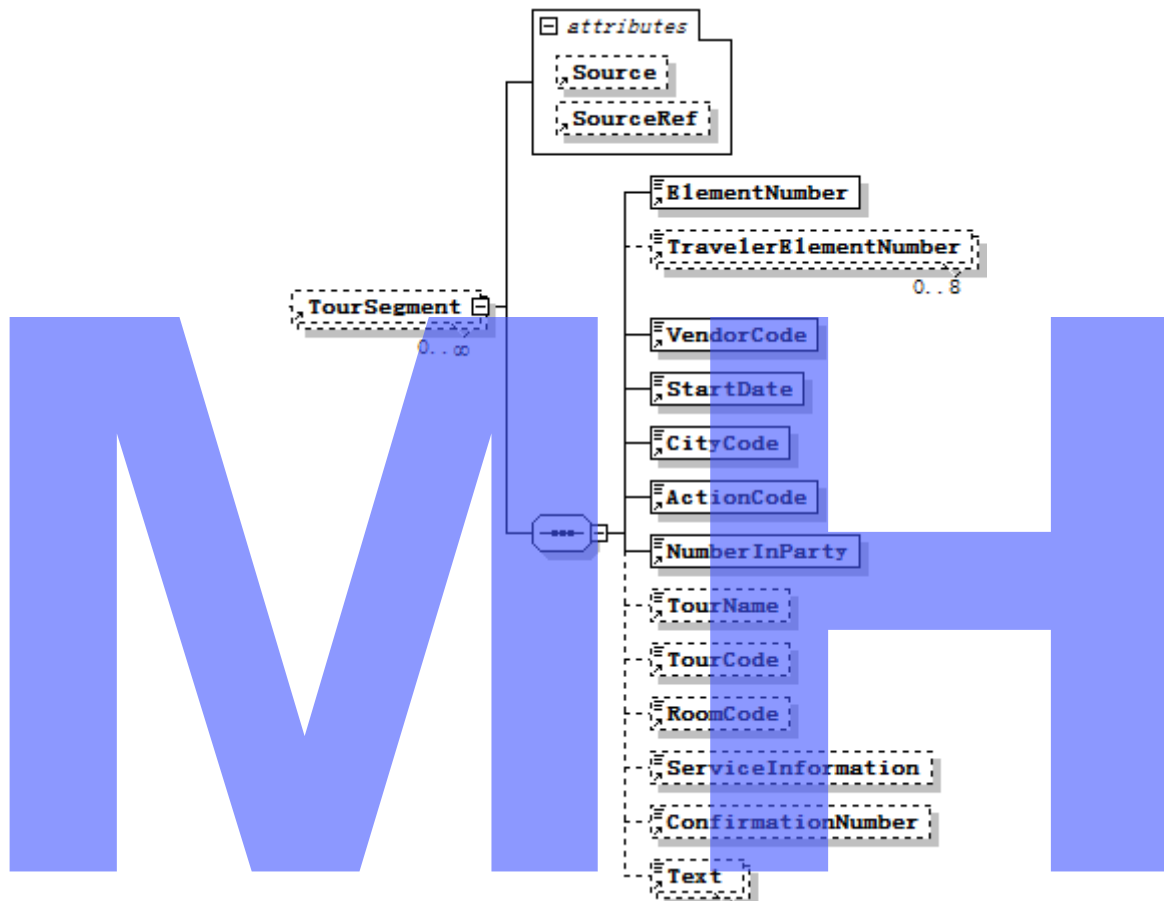 attributes
Source
SourceRef
ElementNumber
TravelerElementNumber
0..8
TourSegment
0..∞
VendorCode
StartDate
CityCode
ActionCode
NumberInParty
TourName
TourCode
RoomCode
ServiceInformation
ConfirmationNumber
Text
MH